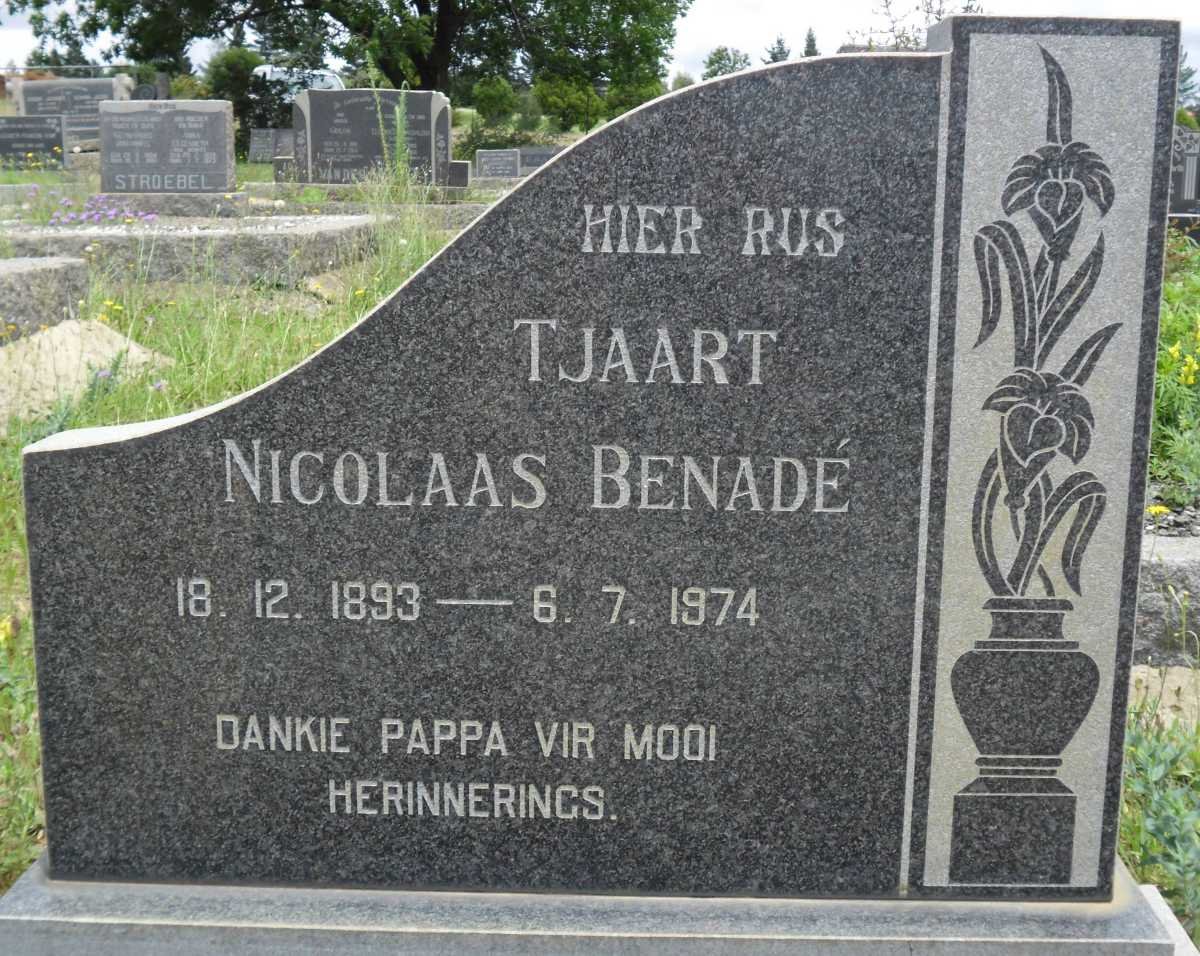 HIER RUS
TJAART
NICOLAAS BENADÉ
18. 12. 1893 — 6. 7. 1974
DANKIE PAPPA VIR MOOI
HERINNERINGS.
STROEBEL